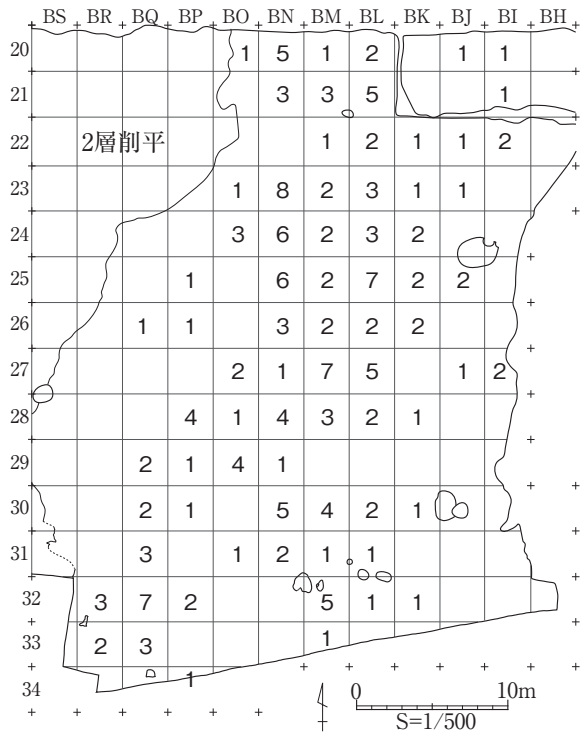 BS BR BQ BP BO BN BM BL BK BJ BI BH
20 1 5 1 2 1 1
21 3 3 5 1
22 2層削平 1 2 1 1 2
23 1 8 2 3 1 1
24 3 6 2 3 2
25 1 6 2 7 2 2
26 1 1 3 2 2 2
27 2 1 7 5 1 2
28 4 1 4 3 2 1
29 2 1 4 1
30 2 1 5 4 2 1
31 3 1 2 1 1
32 3 7 2 5 1 1
33 2 3 1
34 1
0 10m
S=1/500